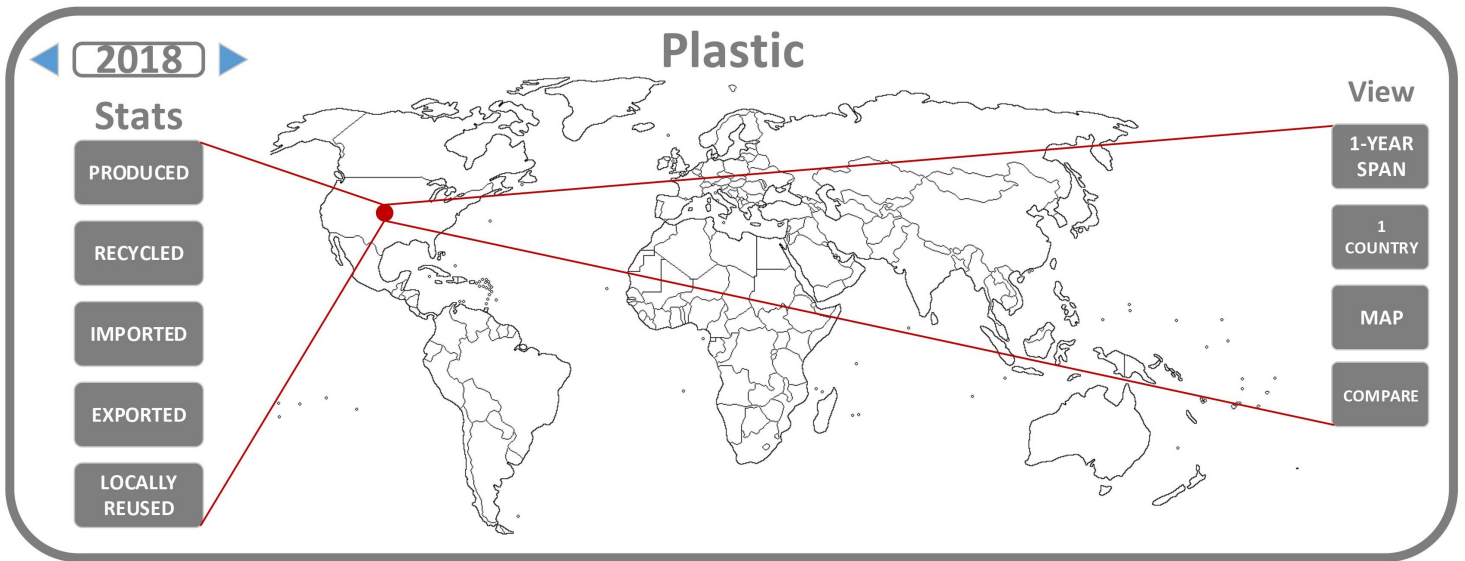 2018
Plastic
Stats
PRODUCED
RECYCLED
IMPORTED
EXPORTED
LOCALLY
REUSED
View
1-YEAR
SPAN
1
COUNTRY
MAP
COMPARE